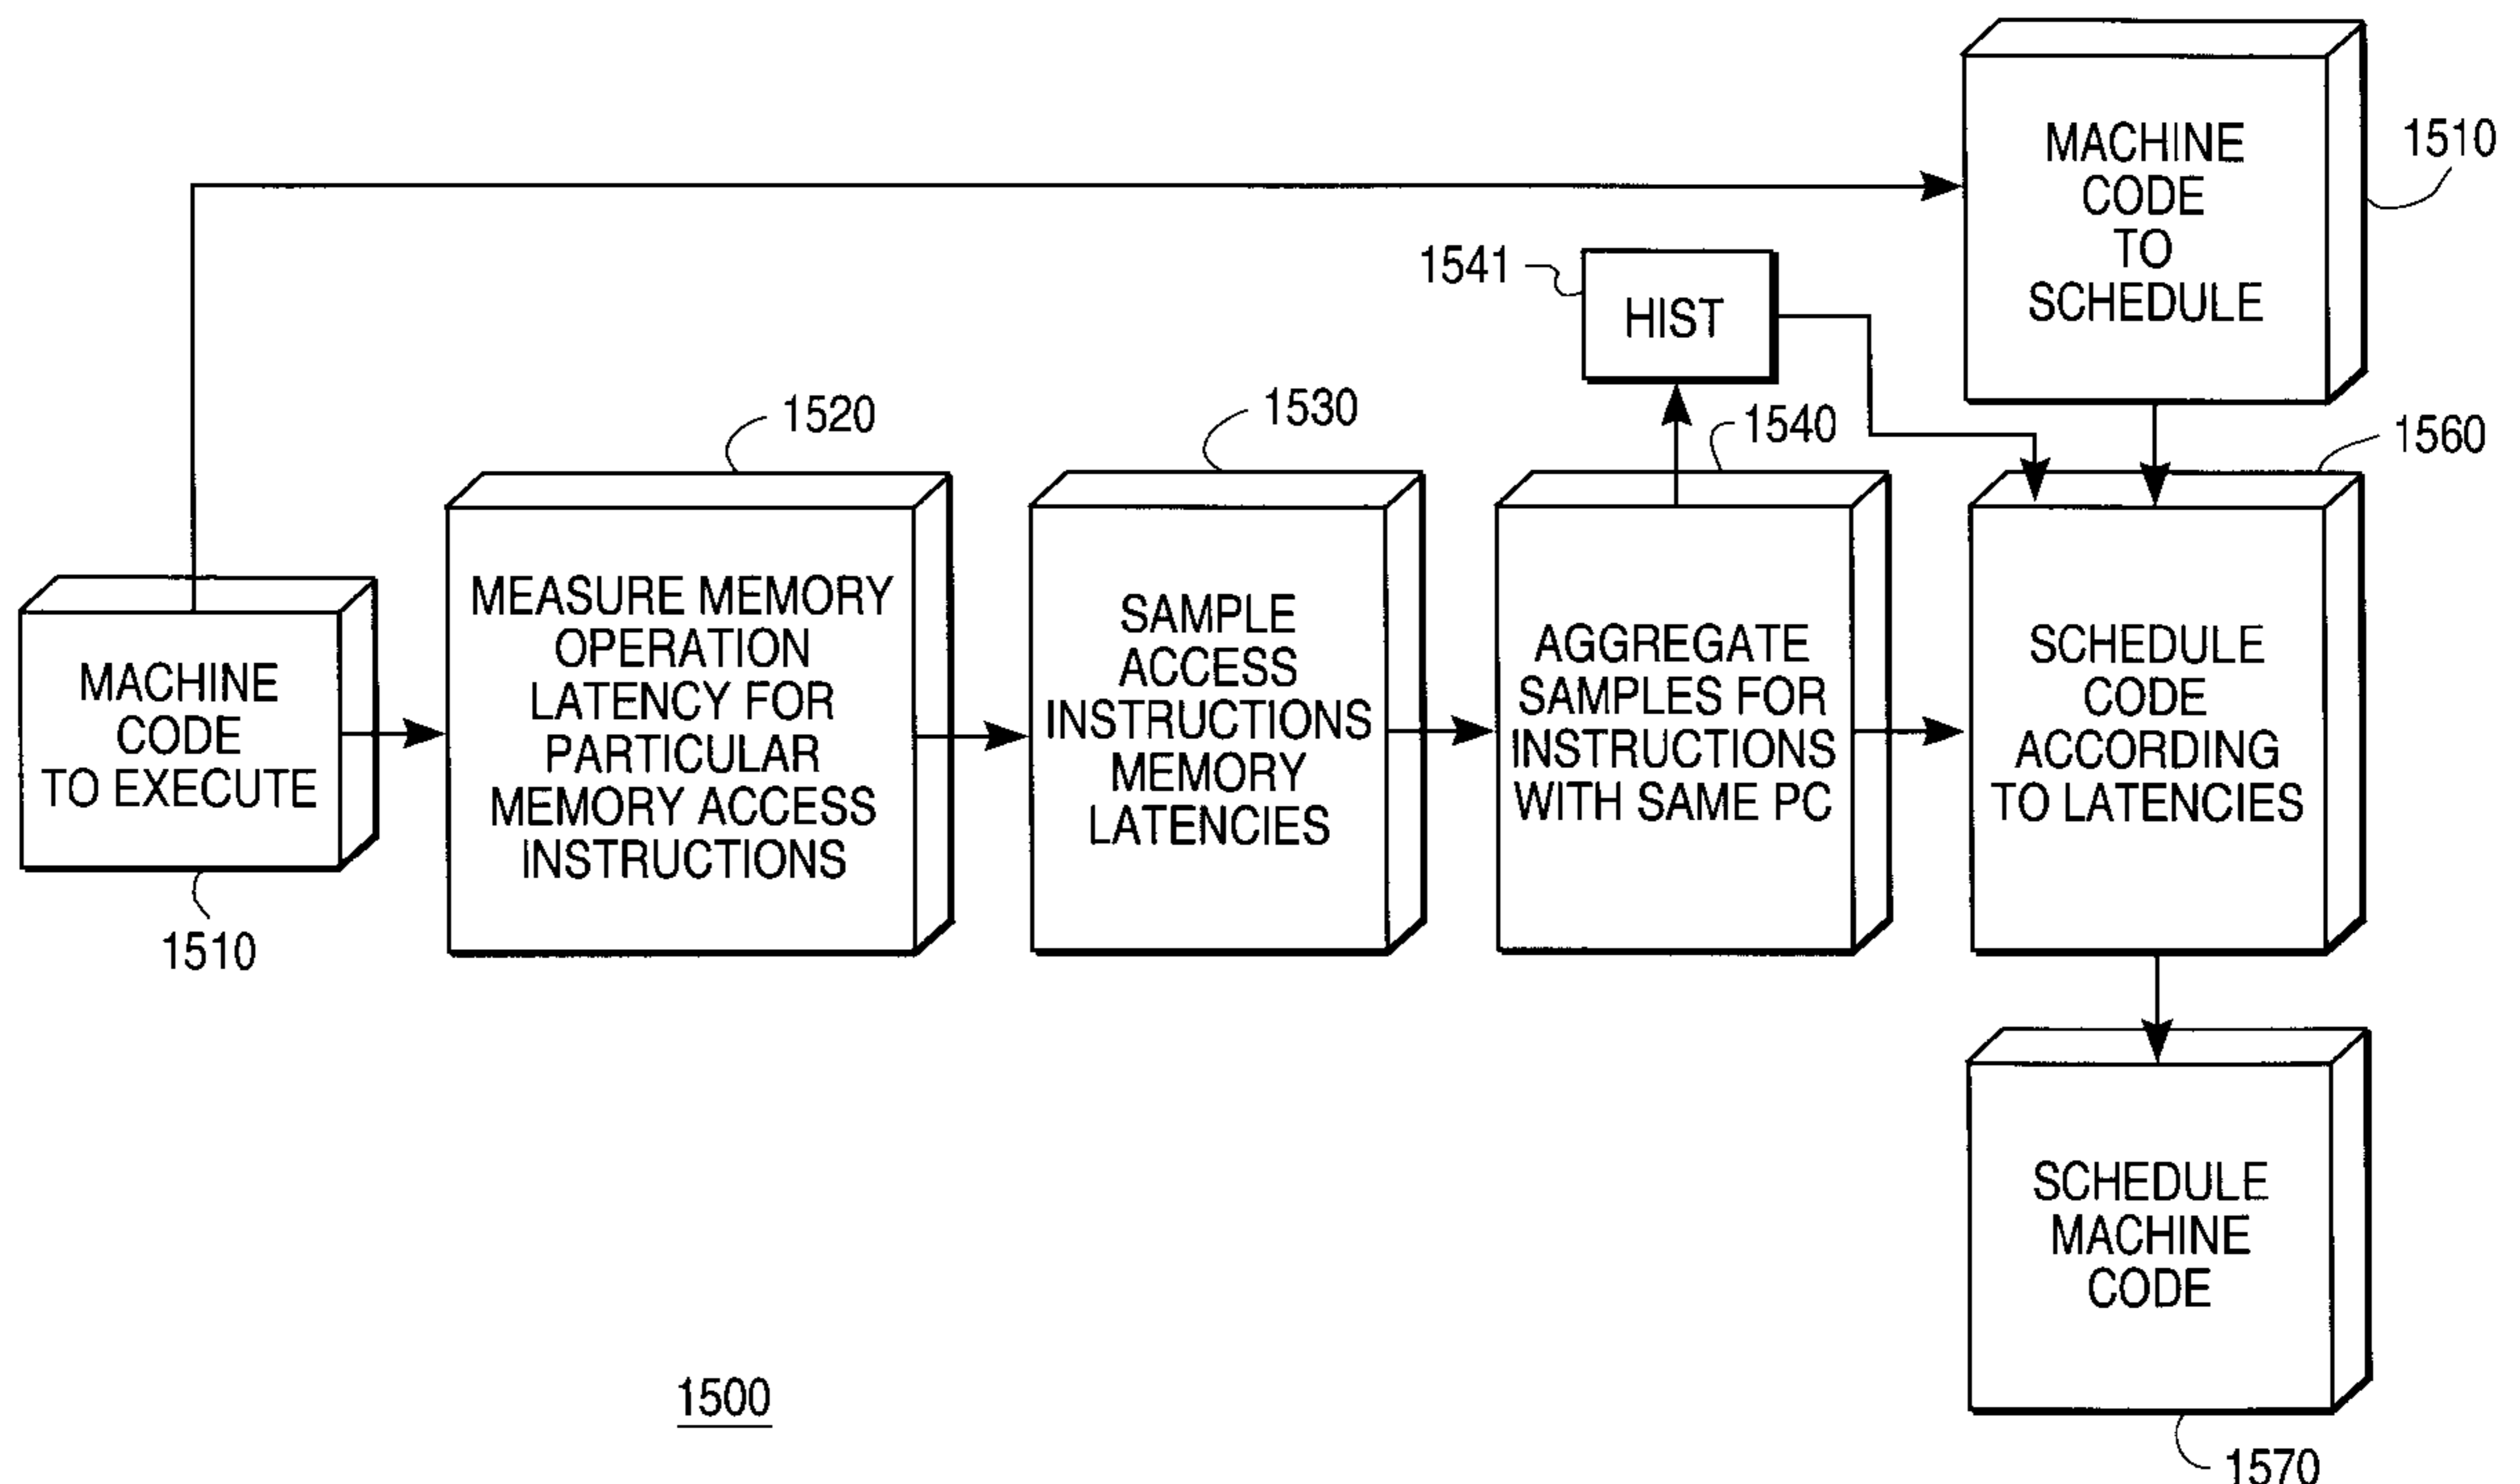 MACHINE
CODE
TO
SCHEDULE
1510
1541
HIST
1520
1530
1540
1560
MACHINE
CODE
TO EXECUTE
1510
MEASURE MEMORY
OPERATION
LATENCY FOR
PARTICULAR
MEMORY ACCESS
INSTRUCTIONS
SAMPLE
ACCESS
INSTRUCTIONS
MEMORY
LATENCIES
AGGREGATE
SAMPLES FOR
INSTRUCTIONS
WITH SAME PC
SCHEDULE
CODE
ACCORDING
TO LATENCIES
SCHEDULE
MACHINE
CODE
1570
1500